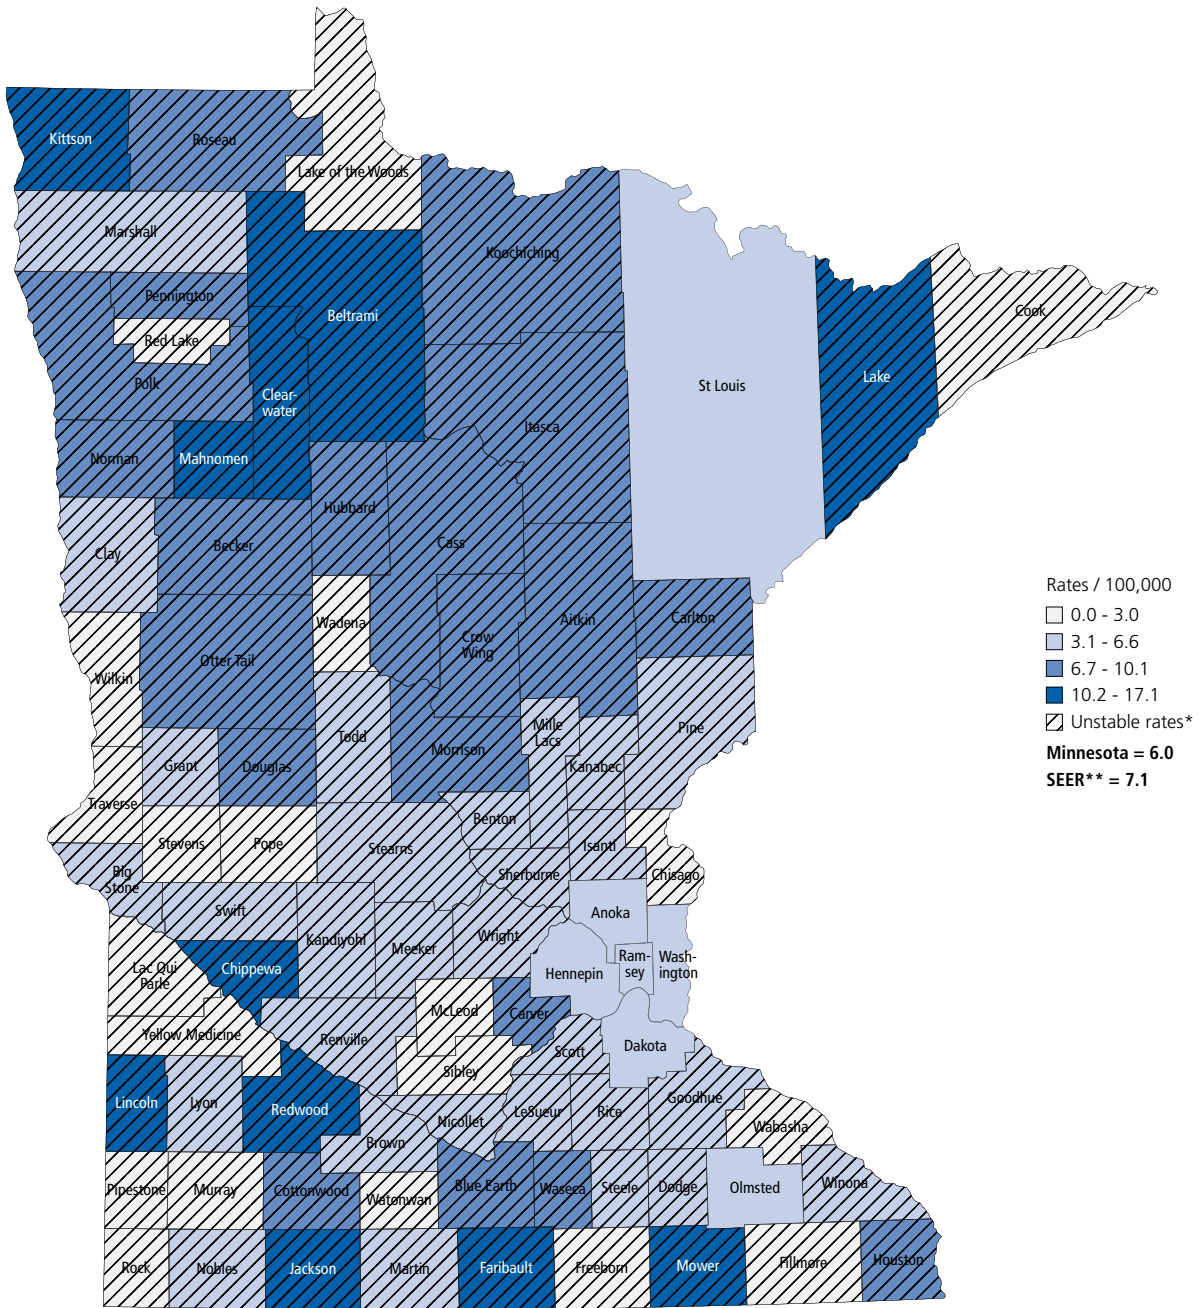 Kittson
Roseau
Lake of the Woods
Marshall
Koochiching
Pennington
Beltrami
Cook
Red Lake
Polk
Lake
St Louis
Clear-
water
Itasca
Norman
Mahnomen
Hubbard
Becker
Cass
Clay
Rates / 100,000
0.0 - 3.0
3.1 - 6.6
6.7 - 10.1
10.2 - 17.1
Unstable rates*
Minnesota = 6.0
SEER** = 7.1
Wadena
Aitkin
Carlton
Crow
Wing
Otter Tail
Wilkin
Mille
Lacs
Pine
Todd
Morrison
Grant
Douglas
Kanabec
Traverse
Benton
Stevens
Pope
Stearns
Isanti
Big
Stone
Sherburne
Chisago
Swift
Anoka
Kandiyohi
Meeker
Wright
Lac Qui
Parle
Chippewa
Hennepin
Ram-
sey
Wash-
ington
McLeod
Carver
Yellow Medicine
Renville
Scott
Dakota
Sibley
Lincoln
Lyon
Redwood
Nicollet
LeSueur
Rice
Goodhue
Wabasha
Brown
Pipestone
Murray
Cottonwood
Watonwan
Blue Earth
Waseca
Steele
Dodge
Olmsted
Winona
Rock
Nobles
Jackson
Martin
Faribault
Freeborn
Mower
Fillmore
Houston